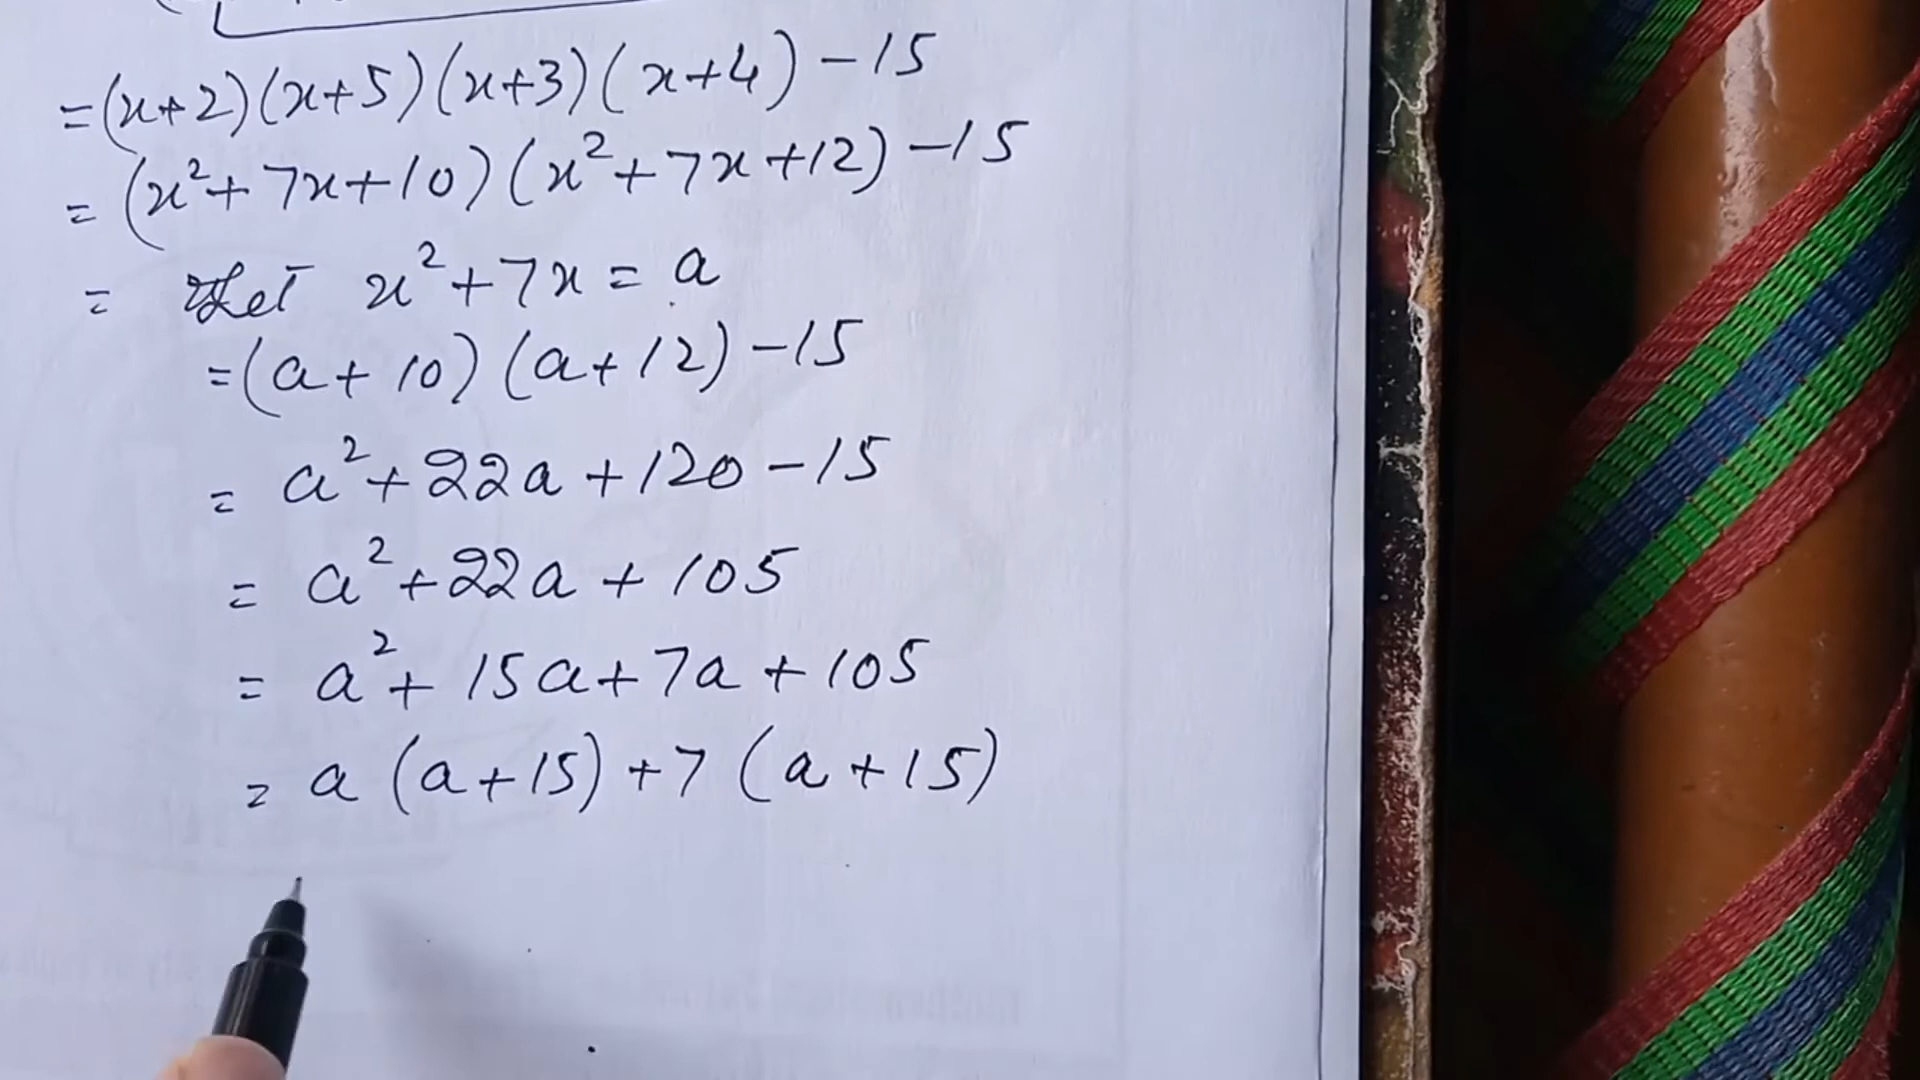 =(x+2)(x+5)(x+3)(x+4)-15
= (x²+7x+10)(x²+7x+12)-15
= Let x²+7x = a
=(a+10)(a+12)-15
= a²+22a+120-15
= a²+22a+105
= a²+15a+7a+105
= a(a+15)+7(a+15)